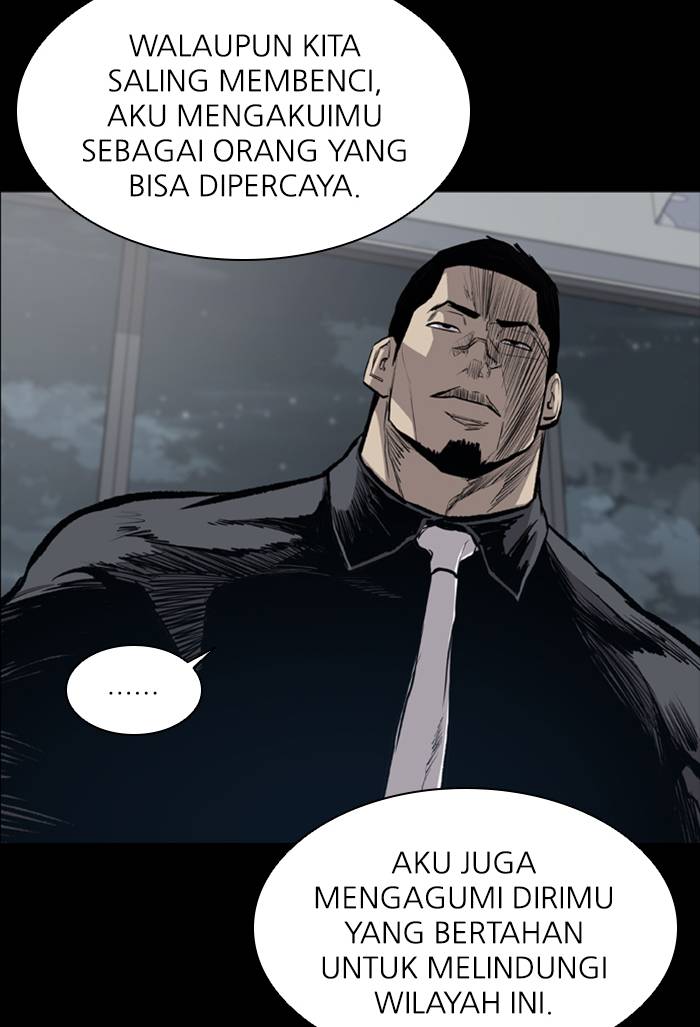 WALAUPUN KITA
SALING MEMBENCI,
AKU MENGAKUIMU
SEBAGAI ORANG YANG
BISA DIPERCAYA.
......
AKU JUGA
MENGAGUMI DIRIMU
YANG BERTAHAN
UNTUK MELINDUNGI
WILAYAH INI.